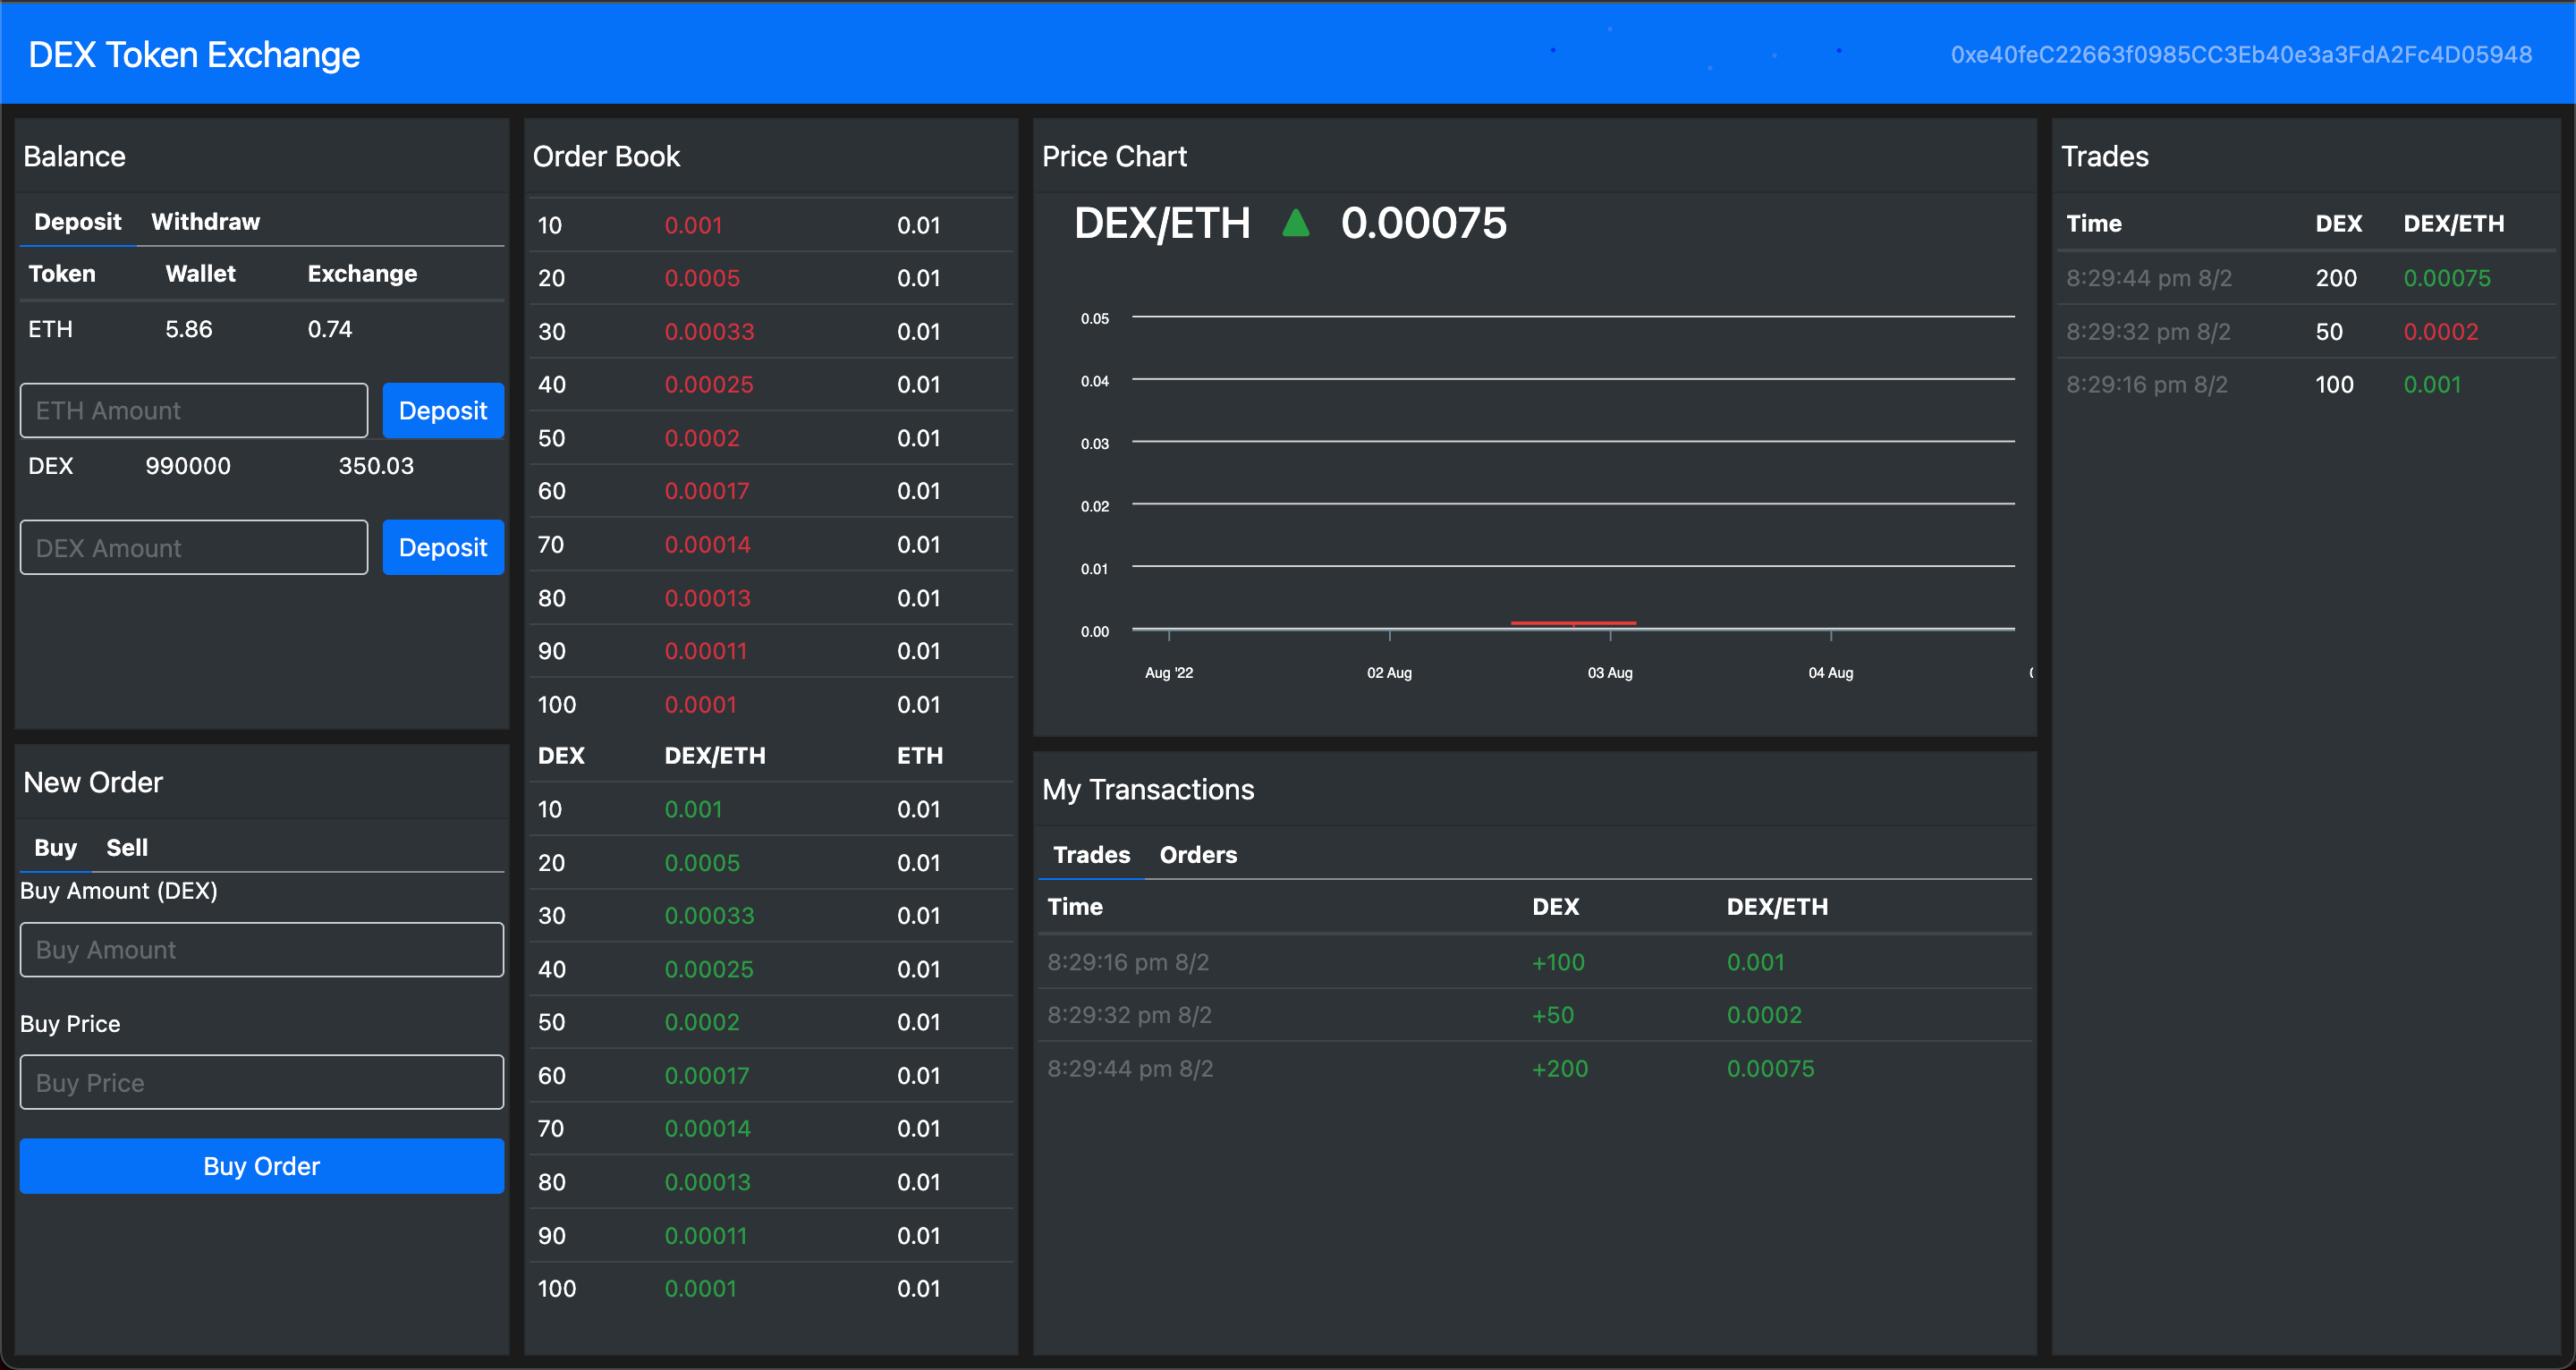 DEX Token Exchange
0xe40feC22663f0985CC3Eb40e3a3FdA2Fc4D05948
Balance
Deposit Withdraw
Token Wallet Exchange
ETH 5.86 0.74
ETH Amount Deposit
DEX 990000 350.03
DEX Amount Deposit
New Order
Buy Sell
Buy Amount (DEX)
Buy Amount
Buy Price
Buy Price
Buy Order
Order Book
10 0.001 0.01
20 0.0005 0.01
30 0.00033 0.01
40 0.00025 0.01
50 0.0002 0.01
60 0.00017 0.01
70 0.00014 0.01
80 0.00013 0.01
90 0.00011 0.01
100 0.0001 0.01
DEX DEX/ETH ETH
10 0.001 0.01
20 0.0005 0.01
30 0.00033 0.01
40 0.00025 0.01
50 0.0002 0.01
60 0.00017 0.01
70 0.00014 0.01
80 0.00013 0.01
90 0.00011 0.01
100 0.0001 0.01
Price Chart
DEX/ETH ▲ 0.00075
0.05
0.04
0.03
0.02
0.01
0.00
Aug '22 02 Aug 03 Aug 04 Aug
My Transactions
Trades Orders
Time DEX DEX/ETH
8:29:16 pm 8/2 +100 0.001
8:29:32 pm 8/2 +50 0.0002
8:29:44 pm 8/2 +200 0.00075
Trades
Time DEX DEX/ETH
8:29:44 pm 8/2 200 0.00075
8:29:32 pm 8/2 50 0.0002
8:29:16 pm 8/2 100 0.001